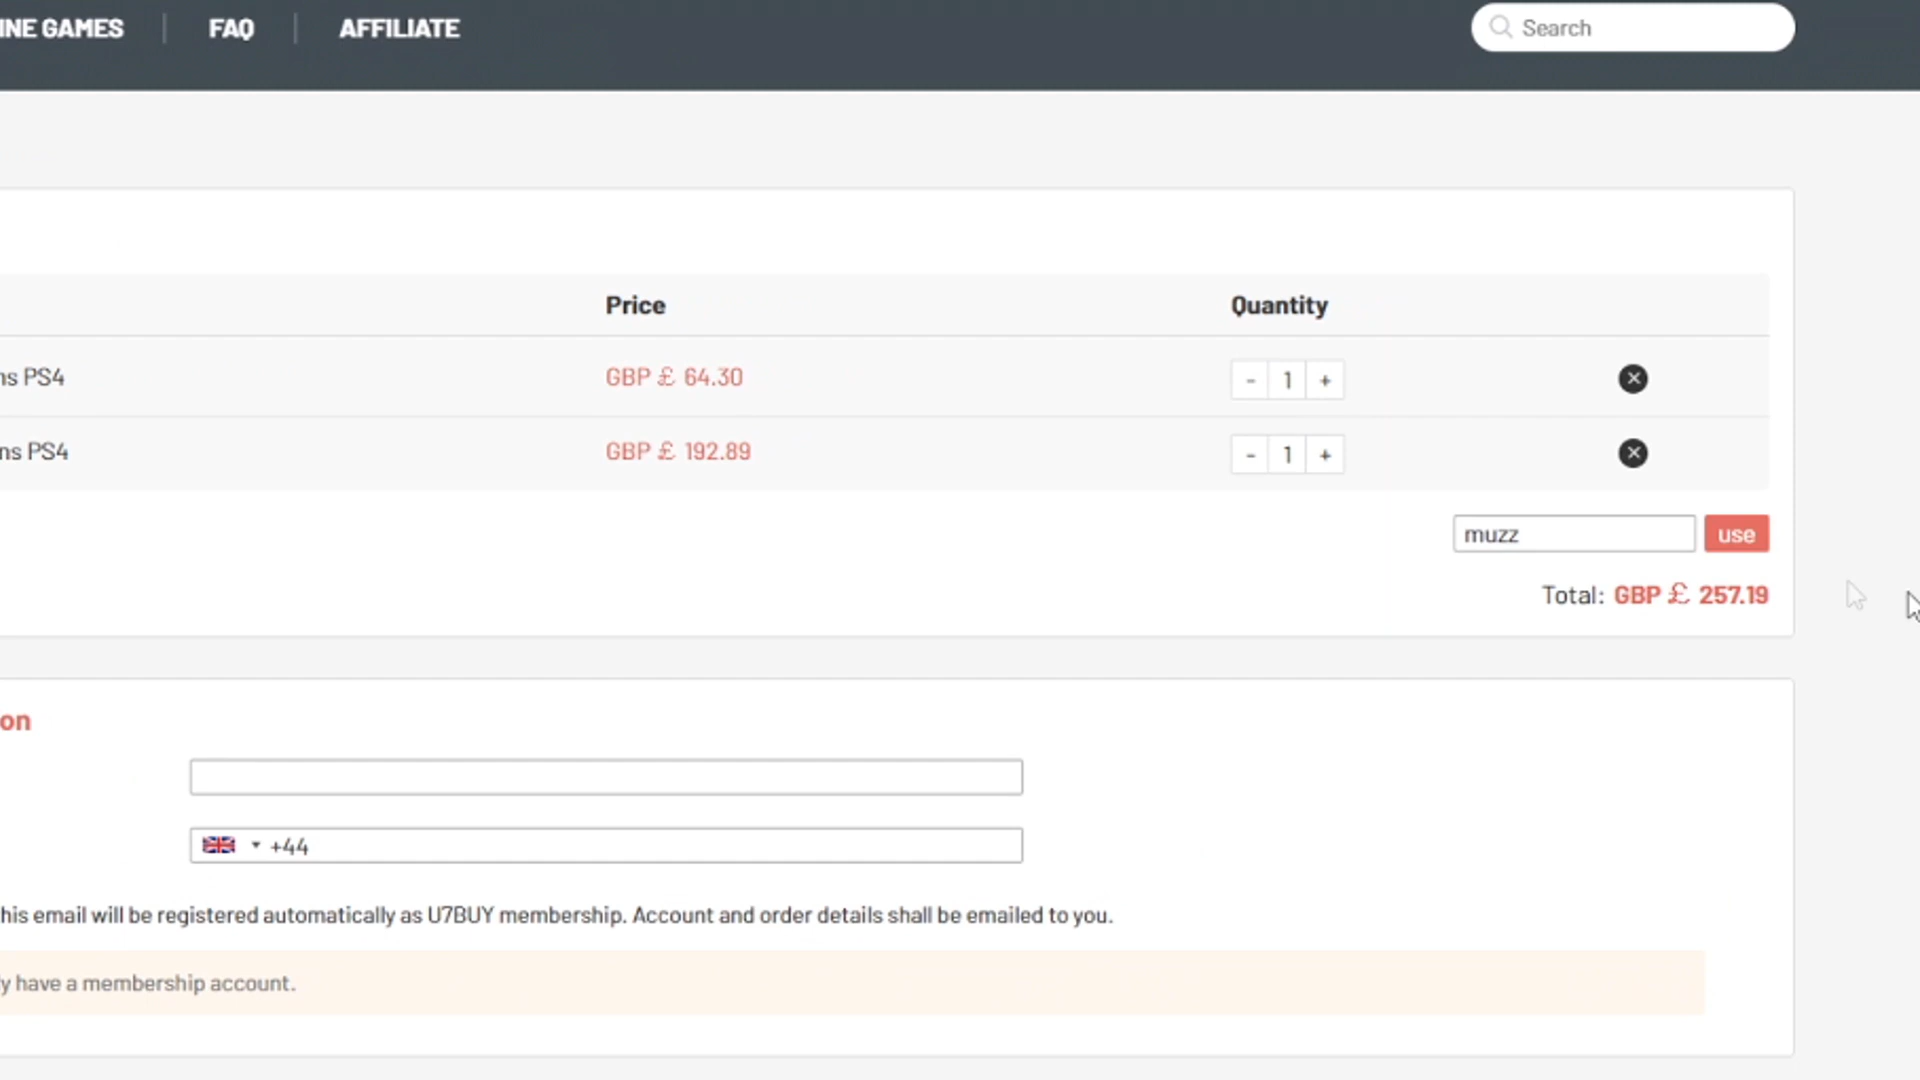 INE GAMES
FAQ
AFFILIATE
Search
Price
Quantity
ns PS4
GBP £ 64.30
- 1 +
ns PS4
GBP £ 192.89
- 1 +
muzz
use
Total: GBP £ 257.19
on
+44
his email will be registered automatically as U7BUY membership. Account and order details shall be emailed to you.
y have a membership account.